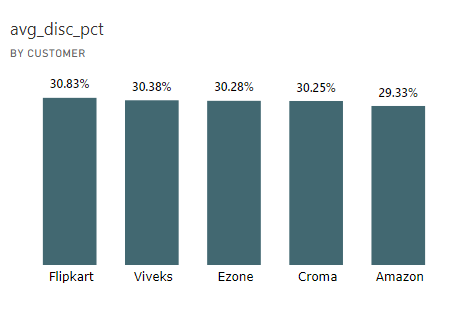 avg_disc_pct
BY CUSTOMER
30.83% 30.38% 30.28% 30.25% 29.33%
Flipkart Viveks Ezone Croma Amazon